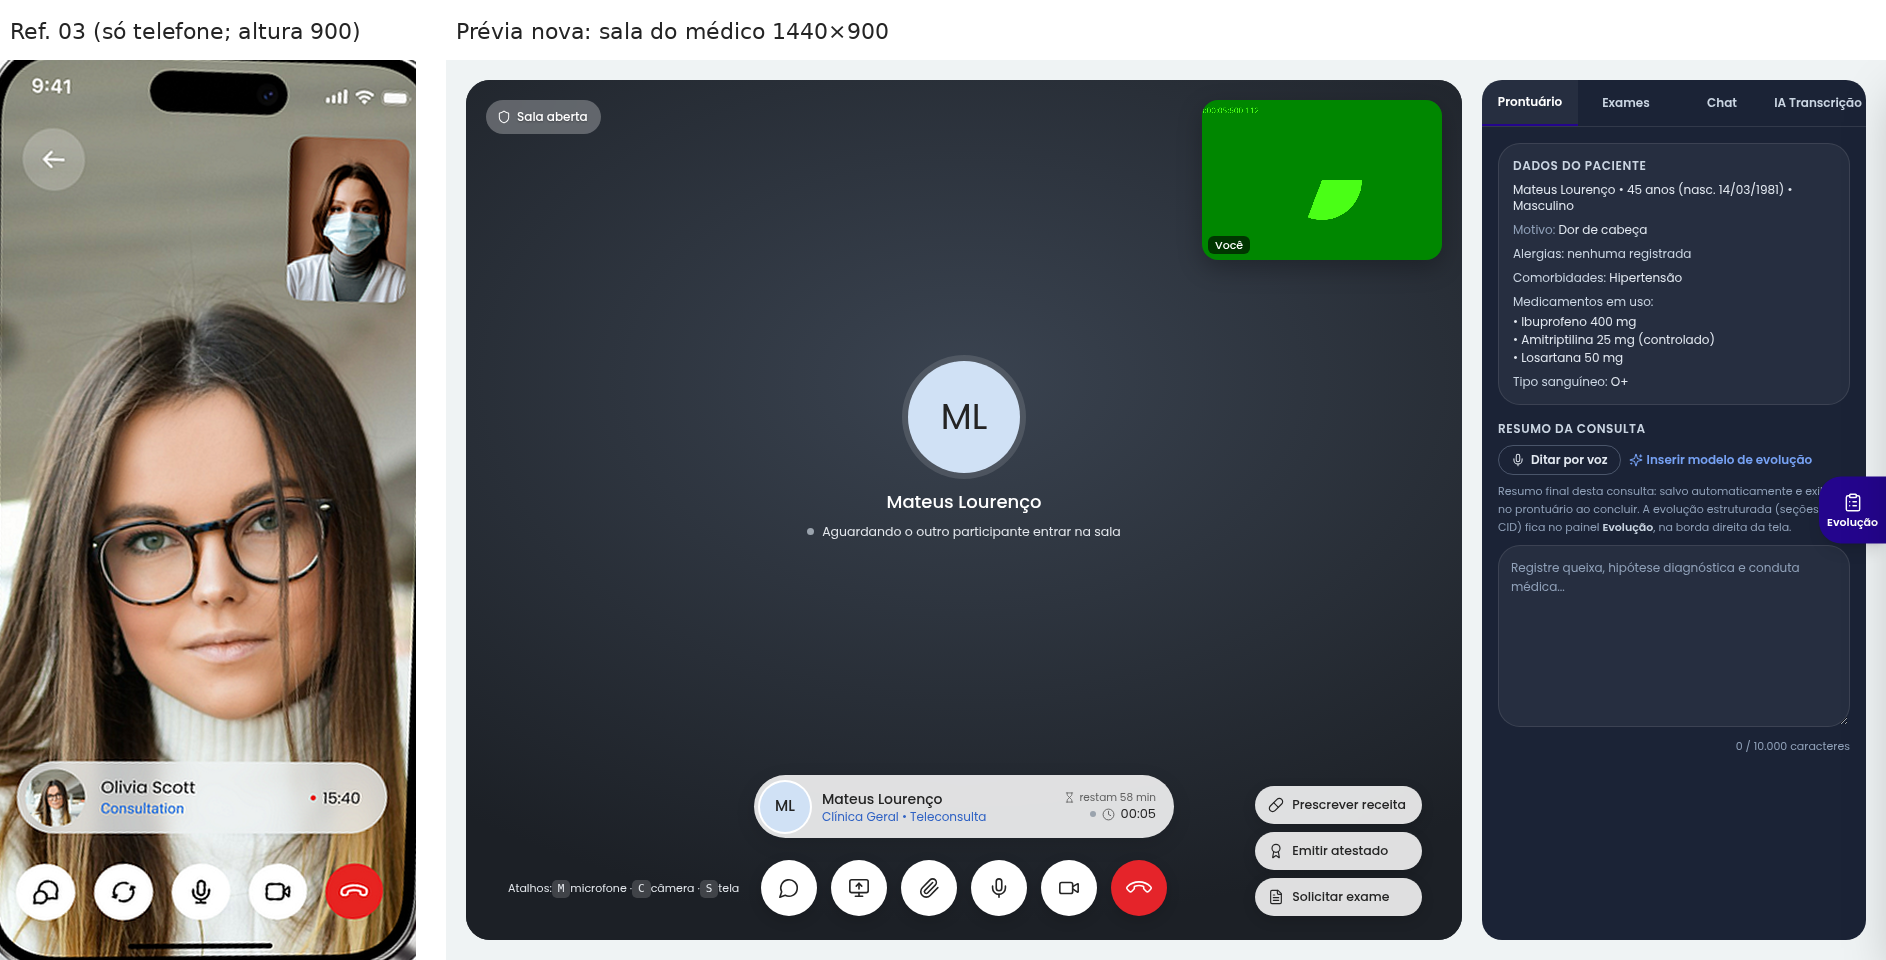 Ref. 03 (só telefone; altura 900)
9:41
Olivia Scott
Consultation
15:40
Prévia nova: sala do médico 1440×900
Sala aberta
Você
ML
Mateus Lourenço
Aguardando o outro participante entrar na sala
ML
Mateus Lourenço
Clínica Geral • Teleconsulta
restam 58 min
00:05
Atalhos: M microfone · C câmera · S tela
Prescrever receita
Emitir atestado
Solicitar exame
Prontuário
Exames
Chat
IA Transcrição
DADOS DO PACIENTE
Mateus Lourenço • 45 anos (nasc. 14/03/1981) •
Masculino
Motivo: Dor de cabeça
Alergias: nenhuma registrada
Comorbidades: Hipertensão
Medicamentos em uso:
• Ibuprofeno 400 mg
• Amitriptilina 25 mg (controlado)
• Losartana 50 mg
Tipo sanguíneo: O+
RESUMO DA CONSULTA
Ditar por voz
Inserir modelo de evolução
Resumo final desta consulta: salvo automaticamente e
no prontuário ao concluir. A evolução estruturada (seções
CID) fica no painel Evolução, na borda direita da tela.
Evolução
Registre queixa, hipótese diagnóstica e conduta
médica...
0 / 10.000 caracteres